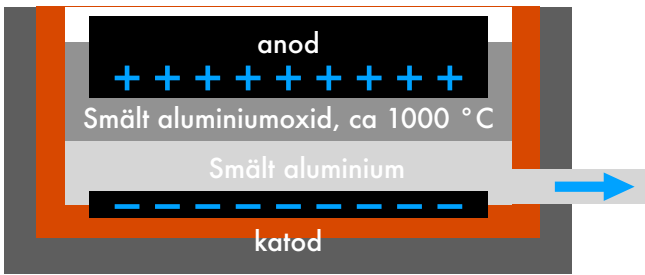 anod
+ + + + + + + + +
Smält aluminiumoxid, ca 1000 °C
Smält aluminium
– – – – – – – – –
katod